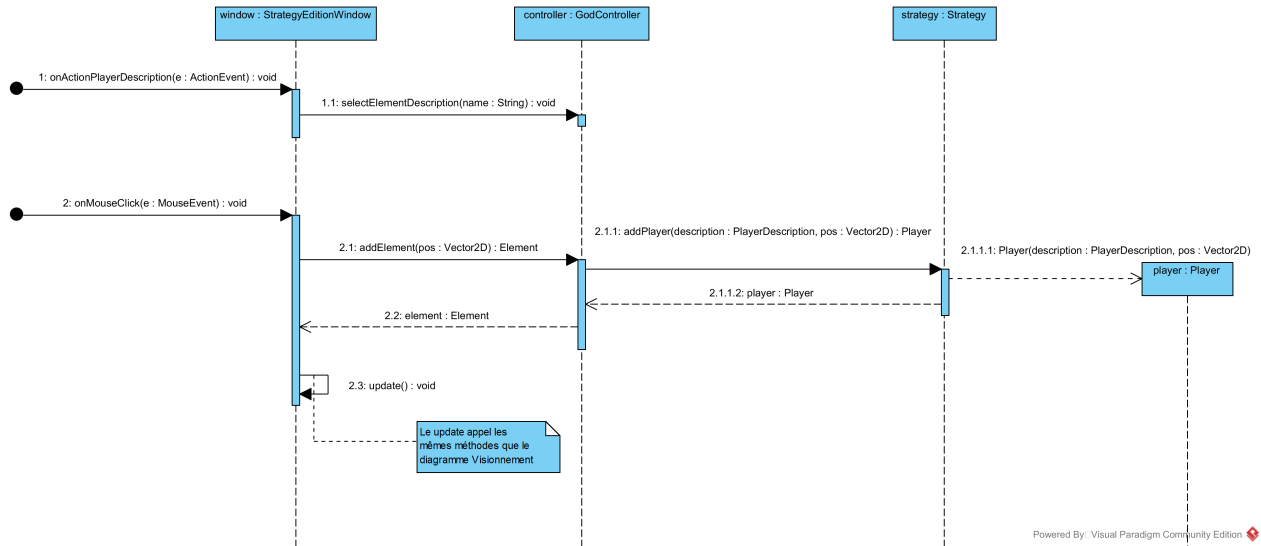 window : StrategyEditionWindow
controller : GodController
strategy : Strategy
1: onActionPlayerDescription(e : ActionEvent) : void
1.1: selectElementDescription(name : String) : void
2: onMouseClick(e : MouseEvent) : void
2.1: addElement(pos : Vector2D) : Element
2.1.1: addPlayer(description : PlayerDescription, pos : Vector2D) : Player
2.1.1.1: Player(description : PlayerDescription, pos : Vector2D)
player : Player
2.1.1.2: player : Player
2.2: element : Element
2.3: update() : void
Le update appel les
mêmes méthodes que le
diagramme Visionnement
Powered By Visual Paradigm Community Edition